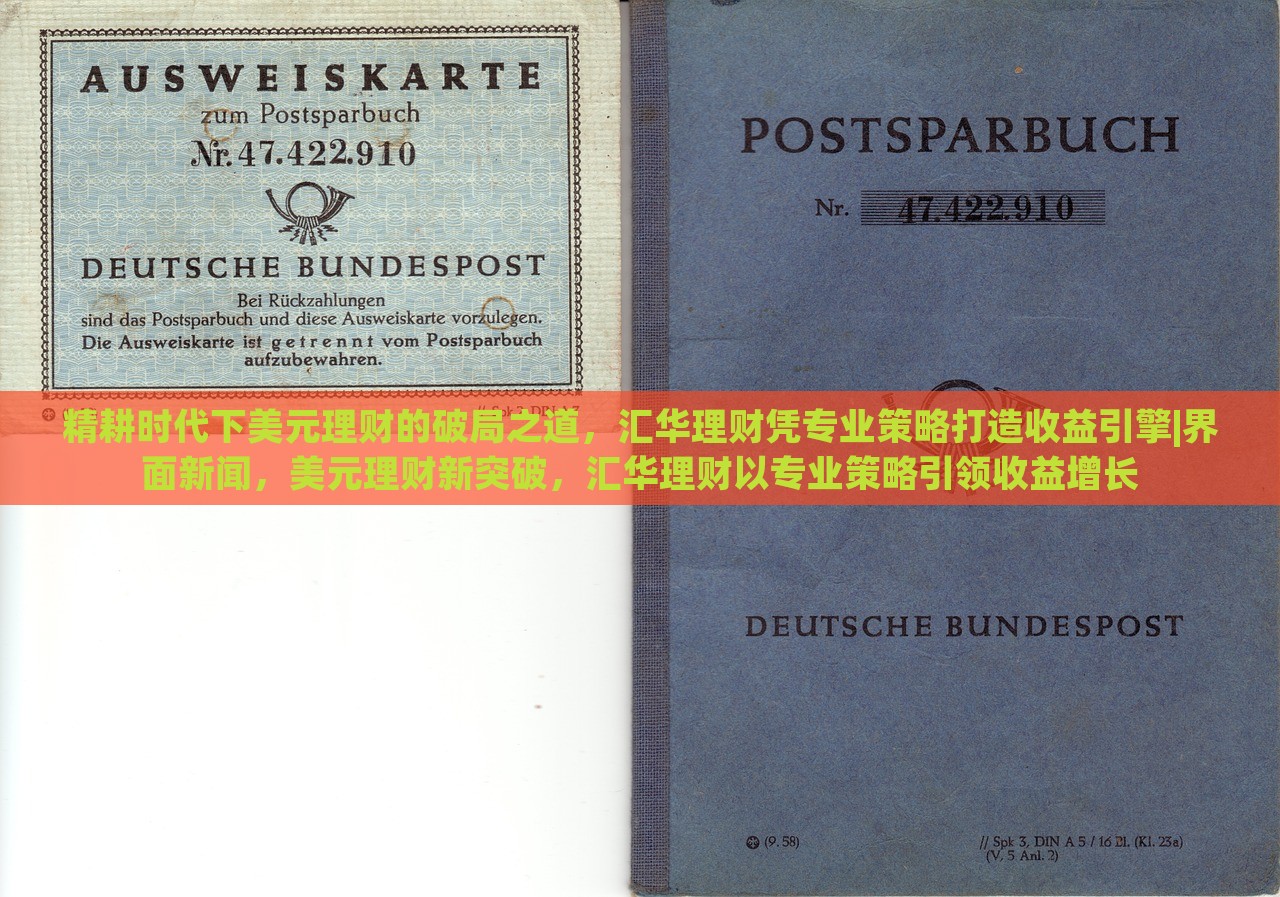 AUSWEISKARTE
zum Postsparbuch
Nr. 47.422.910
DEUTSCHE BUNDESPOST
Bei Rückzahlungen
sind das Postsparbuch und diese Ausweiskarte vorzulegen.
Die Ausweiskarte ist getrennt vom Postsparbuch
aufzubewahren.
POSTSPARBUCH
Nr. 47.422.910
精耕时代下美元理财的破局之道，汇华理财凭专业策略打造收益引擎|界
面新闻，美元理财新突破，汇华理财以专业策略引领收益增长
DEUTSCHE BUNDESPOST
(9. 58)
// Spk 3, DIN A 5 / 16 Bl. (Kl. 23a)
(V, 5 Anl. 2)